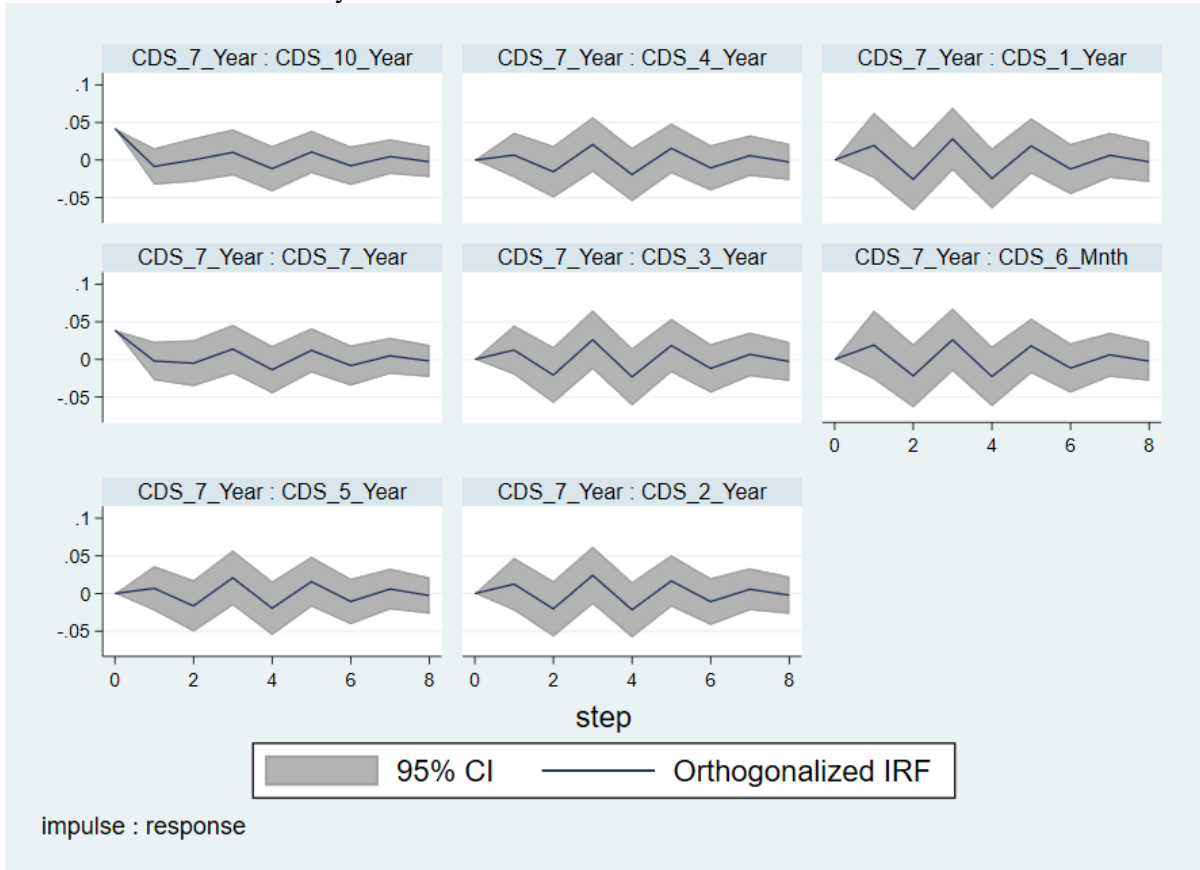 CDS_7_Year : CDS_10_Year CDS_7_Year : CDS_4_Year CDS_7_Year : CDS_1_Year
.1
.05
0
-.05
CDS_7_Year : CDS_7_Year CDS_7_Year : CDS_3_Year CDS_7_Year : CDS_6_Mnth
.1
.05
0
-.05
0 2 4 6 8
CDS_7_Year : CDS_5_Year CDS_7_Year : CDS_2_Year
.1
.05
0
-.05
0 2 4 6 8 0 2 4 6 8
step
95% CI Orthogonalized IRF
impulse : response